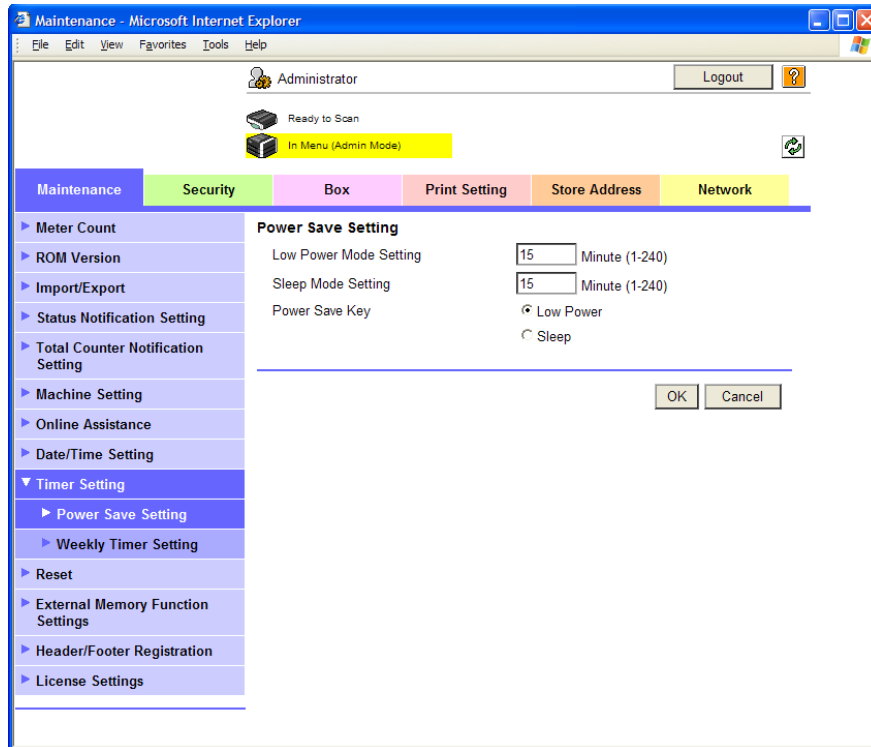 Maintenance - Microsoft Internet Explorer
File Edit View Favorites Tools Help
Administrator
Logout
?
Ready to Scan
In Menu (Admin Mode)
Maintenance Security Box Print Setting Store Address Network
Meter Count
ROM Version
Import/Export
Status Notification Setting
Total Counter Notification
Setting
Machine Setting
Online Assistance
Date/Time Setting
Timer Setting
Power Save Setting
Weekly Timer Setting
Reset
External Memory Function
Settings
Header/Footer Registration
License Settings
Power Save Setting
Low Power Mode Setting 15 Minute (1-240)
Sleep Mode Setting 15 Minute (1-240)
Power Save Key Low Power
Sleep
OK Cancel